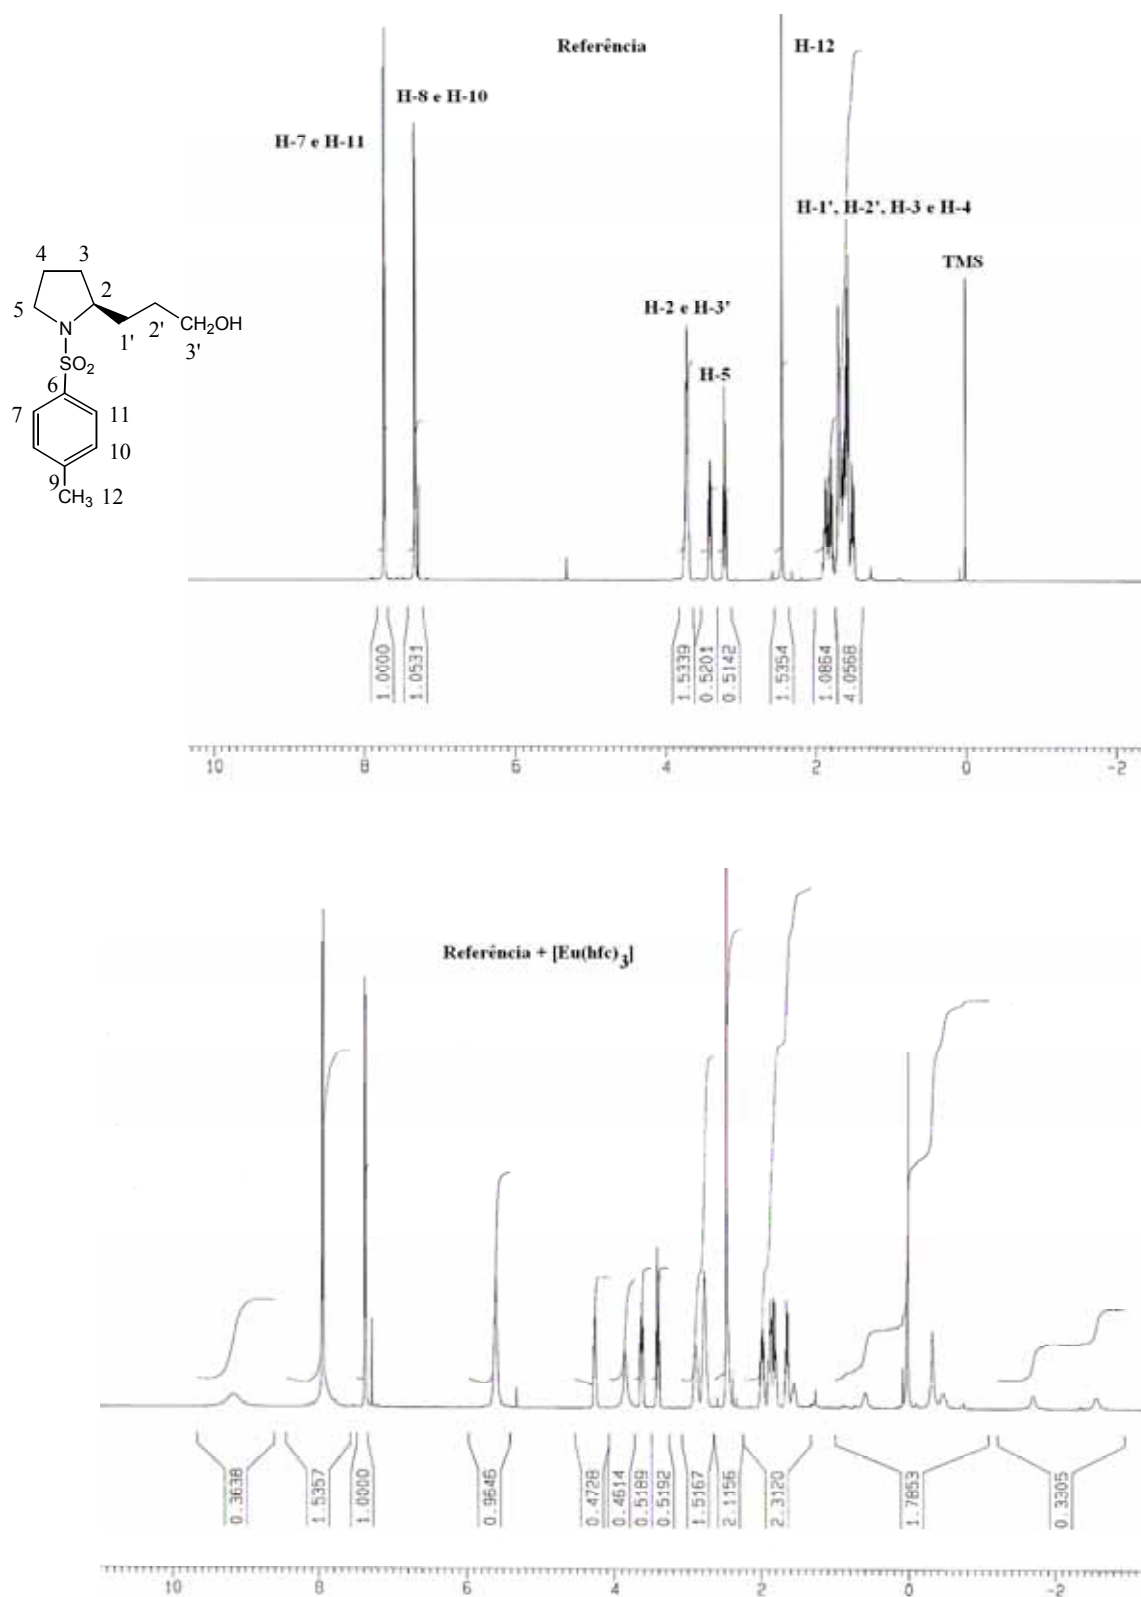 Referência
H-12
H-8 e H-10
H-7 e H-11
H-1', H-2', H-3 e H-4
TMS
H-2 e H-3'
H-5
4
3
5
2
N
1'
2'
3'
CH2OH
SO2
6
7
11
10
9
CH3 12
1.0000
1.0531
1.5339
0.5201
0.5142
1.5354
1.0864
4.0568
10 8 6 4 2 0 -2
Referência + [Eu(hfc)3]
0.3638
1.5357
1.0000
0.9646
0.4728
0.4614
0.5189
0.5192
1.5167
2.1156
2.3120
1.7853
0.3305
10 8 6 4 2 0 -2